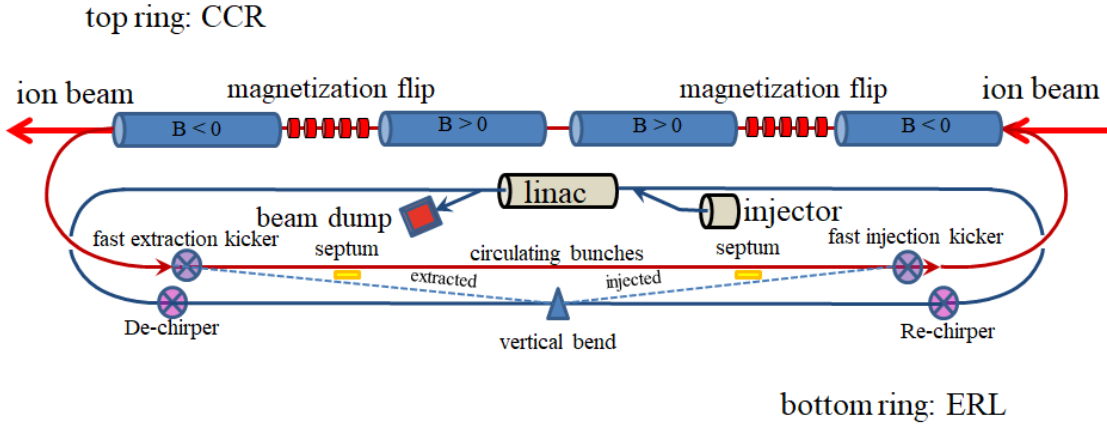 top ring: CCR
ion beam
magnetization flip
magnetization flip
ion beam
B < 0
B > 0
B > 0
B < 0
linac
beam dump
injector
fast extraction kicker
septum
circulating bunches
septum
fast injection kicker
extracted
injected
De-chirper
vertical bend
Re-chirper
bottom ring: ERL